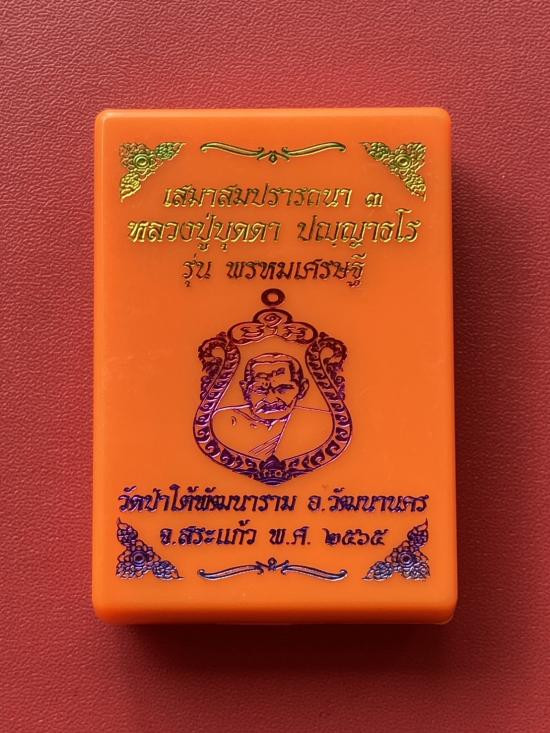 เสมาสมปรารถนา ๓
หลวงปู่บุดดา ปญฺญาธโร
รุ่น พรหมเศรษฐี
วัดป่าใต้พัฒนาราม อ.วัฒนานคร
จ.สระแก้ว พ.ศ. ๒๕๖๕